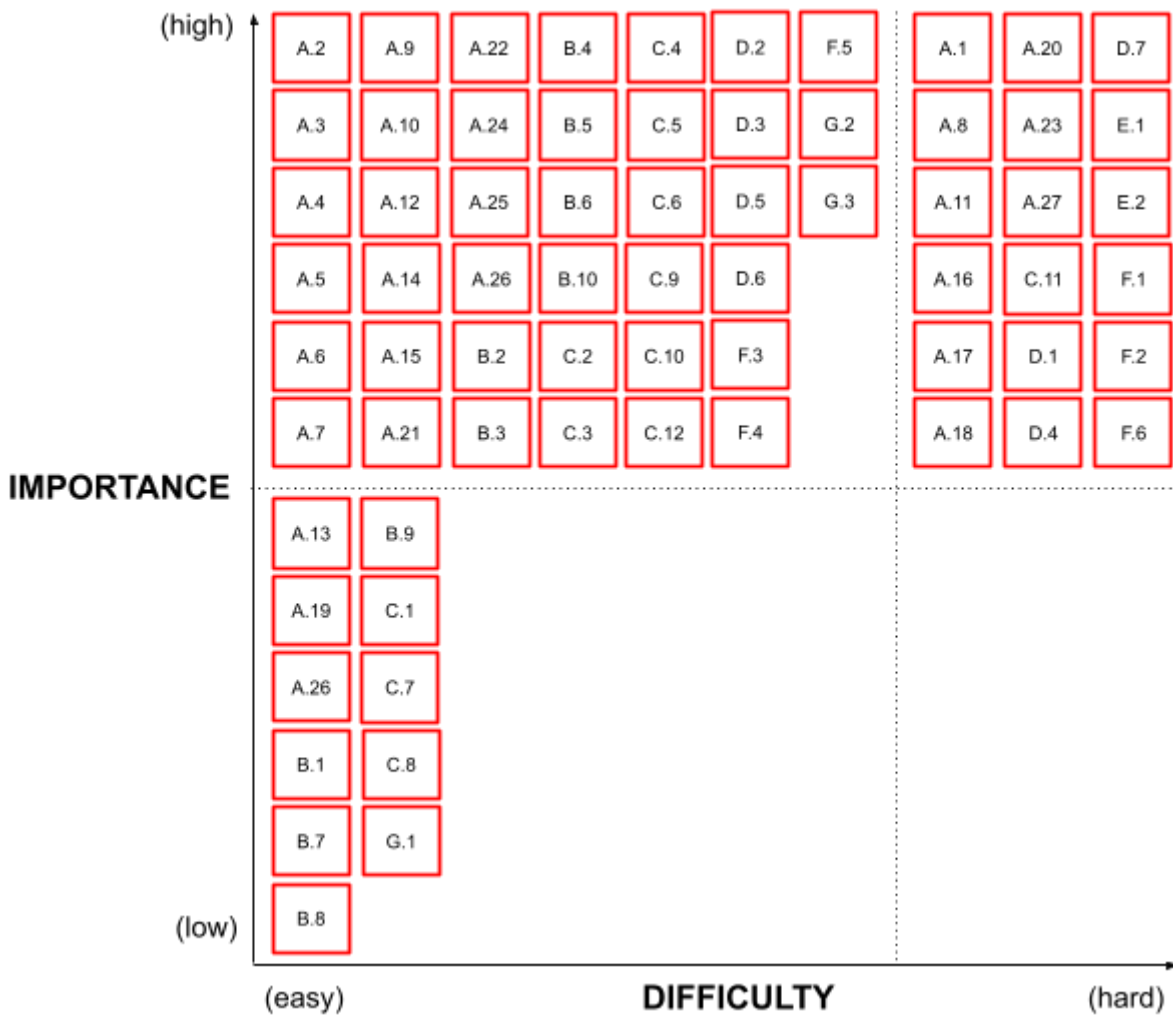 (high)
A.2 A.9 A.22 B.4 C.4 D.2 F.5 A.1 A.20 D.7
A.3 A.10 A.24 B.5 C.5 D.3 G.2 A.8 A.23 E.1
A.4 A.12 A.25 B.6 C.6 D.5 G.3 A.11 A.27 E.2
A.5 A.14 A.26 B.10 C.9 D.6 A.16 C.11 F.1
A.6 A.15 B.2 C.2 C.10 F.3 A.17 D.1 F.2
A.7 A.21 B.3 C.3 C.12 F.4 A.18 D.4 F.6
IMPORTANCE
A.13 B.9
A.19 C.1
A.26 C.7
B.1 C.8
B.7 G.1
B.8
(low)
(easy) DIFFICULTY (hard)